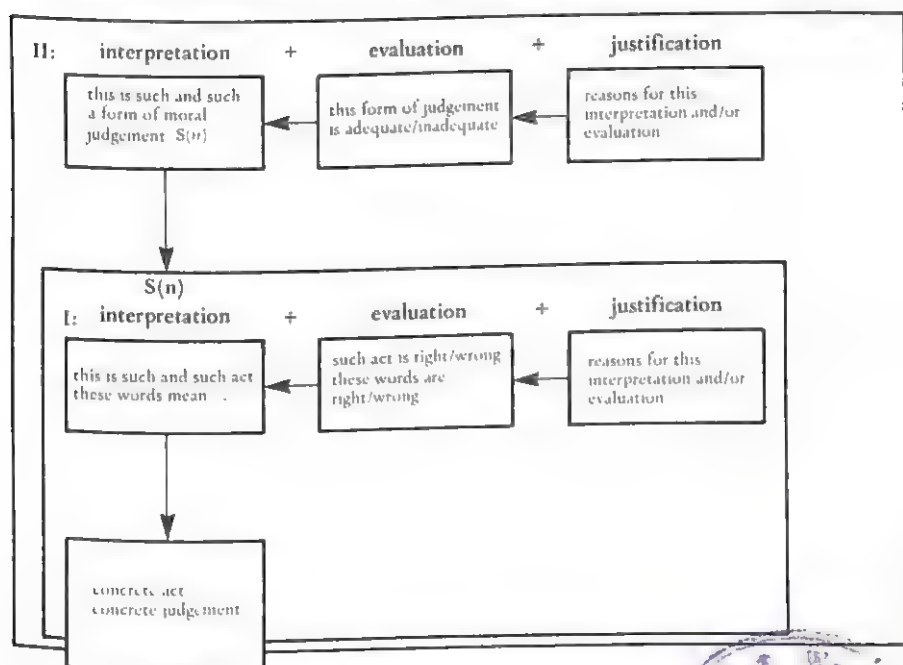 II: interpretation + evaluation + justification
this is such and such
a form of moral
judgement S(n)
this form of judgement
is adequate/inadequate
reasons for this
interpretation and/or
evaluation
S(n)
I: interpretation + evaluation + justification
this is such and such act
these words mean .
such act is right/wrong
these words are
right/wrong
reasons for this
interpretation and/or
evaluation
concrete act
concrete judgement